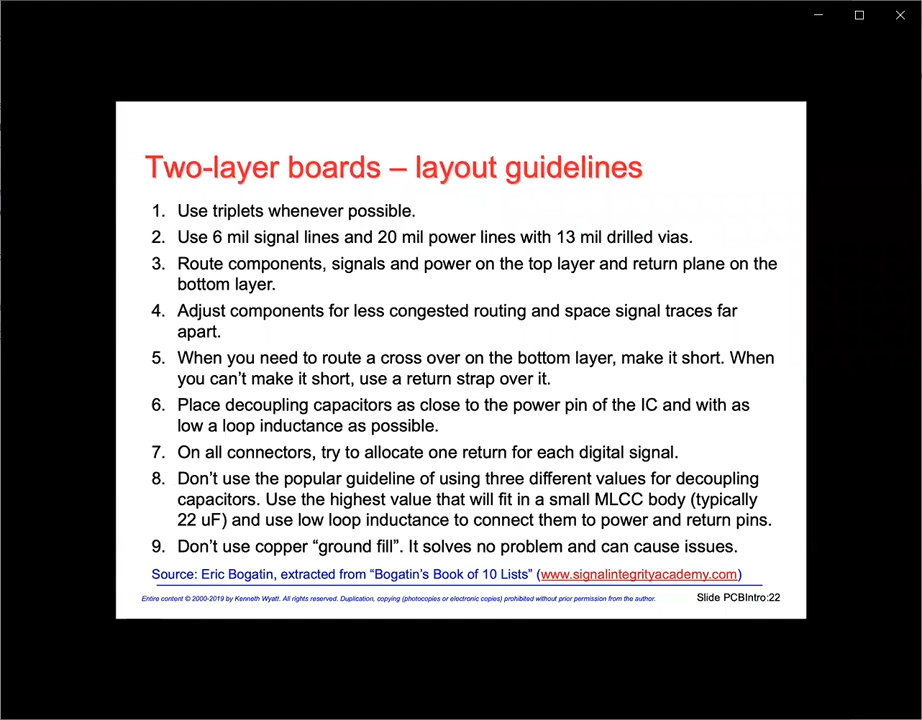 Two-layer boards – layout guidelines
1. Use triplets whenever possible.
2. Use 6 mil signal lines and 20 mil power lines with 13 mil drilled vias.
3. Route components, signals and power on the top layer and return plane on the
bottom layer.
4. Adjust components for less congested routing and space signal traces far
apart.
5. When you need to route a cross over on the bottom layer, make it short. When
you can’t make it short, use a return strap over it.
6. Place decoupling capacitors as close to the power pin of the IC and with as
low a loop inductance as possible.
7. On all connectors, try to allocate one return for each digital signal.
8. Don’t use the popular guideline of using three different values for decoupling
capacitors. Use the highest value that will fit in a small MLCC body (typically
22 uF) and use low loop inductance to connect them to power and return pins.
9. Don’t use copper “ground fill”. It solves no problem and can cause issues.
Source: Eric Bogatin, extracted from “Bogatin’s Book of 10 Lists” (www.signalintegrityacademy.com)
Entire content © 2000-2019 by Kenneth Wyatt. All rights reserved. Duplication, copying (photocopies or electronic copies) prohibited without prior permission from the author.
Slide PCBIntro:22